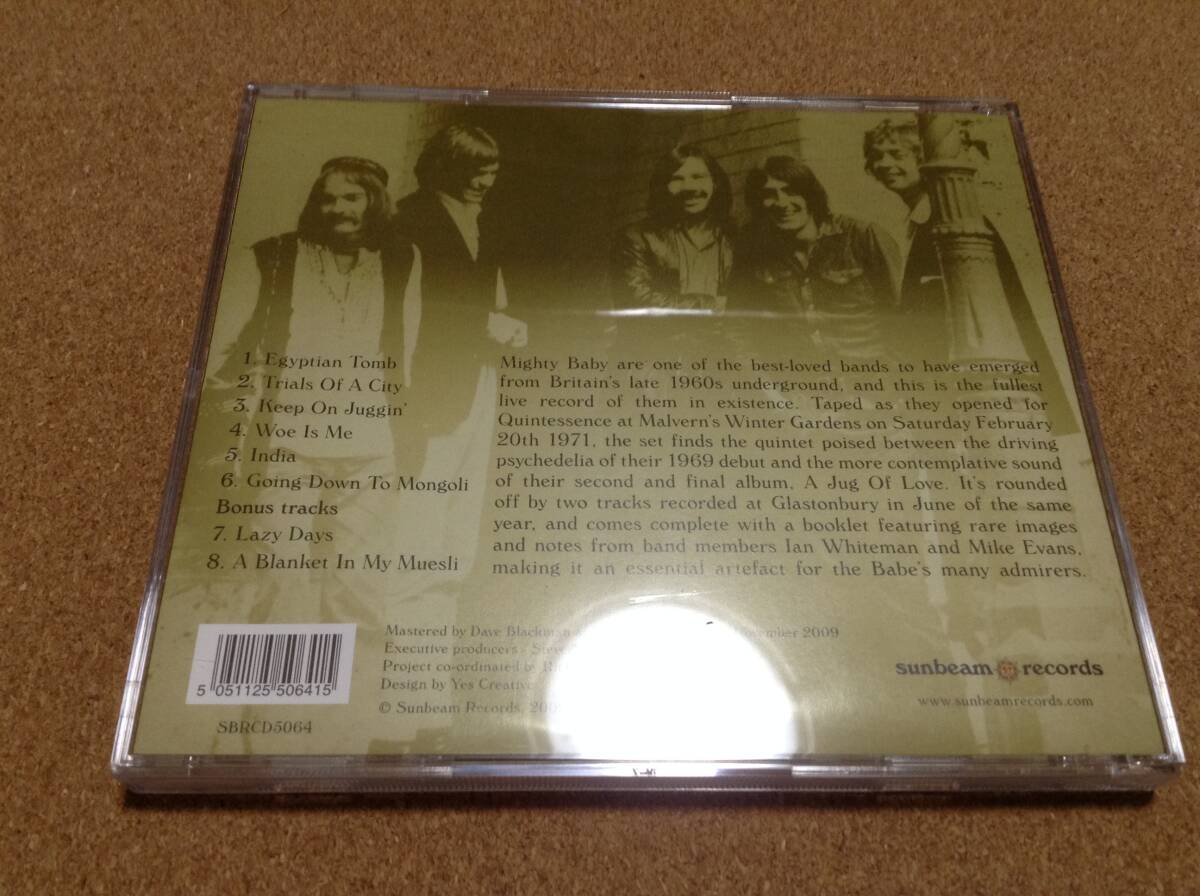 1. Egyptian Tomb
2. Trials Of A City
3. Keep On Juggin'
4. Woe Is Me
5. India
6. Going Down To Mongoli
Bonus tracks
7. Lazy Days
8. A Blanket In My Muesli
Mighty Baby are one of the best-loved bands to have emerged
from Britain's late 1960s underground, and this is the fullest
live record of them in existence. Taped as they opened for
Quintessence at Malvern's Winter Gardens on Saturday February
20th 1971, the set finds the quintet poised between the driving
psychedelia of their 1969 debut and the more contemplative sound
of their second and final album, A Jug Of Love. It's rounded
off by two tracks recorded at Glastonbury in June of the same
year, and comes complete with a booklet featuring rare images
and notes from band members Ian Whiteman and Mike Evans,
making it an essential artefact for the Babe's many admirers.
Mastered by Dave Blackman November 2009
Executive producers -
Project co-ordinated by
Design by Yes Creative
© Sunbeam Records,
5 051125 506415
SBRCD5064
sunbeam records
www.sunbeamrecords.com